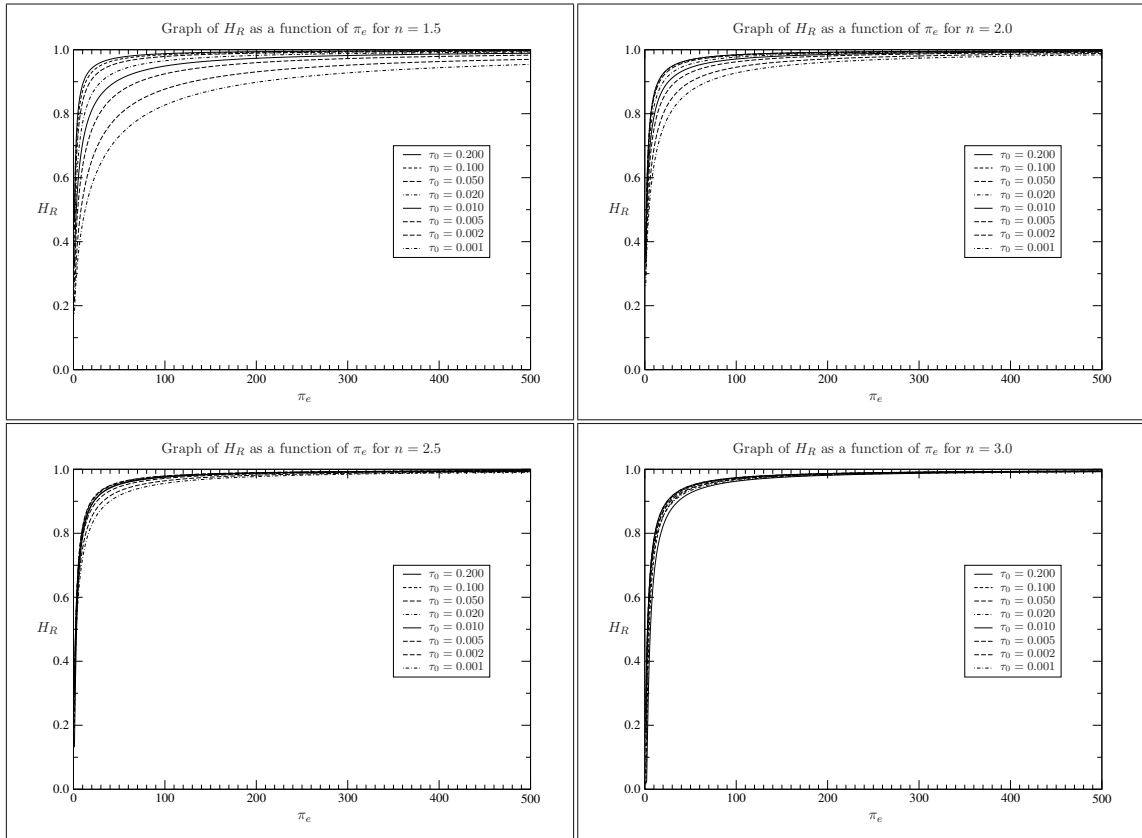 Graph of H_R as a function of π_e for n = 1.5
1.0
0.8
0.6
H_R
0.4
0.2
0.0
0 100 200 300 400 500
π_e
τ_0 = 0.200
τ_0 = 0.100
τ_0 = 0.050
τ_0 = 0.020
τ_0 = 0.010
τ_0 = 0.005
τ_0 = 0.002
τ_0 = 0.001
Graph of H_R as a function of π_e for n = 2.0
1.0
0.8
0.6
H_R
0.4
0.2
0.0
0 100 200 300 400 500
π_e
τ_0 = 0.200
τ_0 = 0.100
τ_0 = 0.050
τ_0 = 0.020
τ_0 = 0.010
τ_0 = 0.005
τ_0 = 0.002
τ_0 = 0.001
Graph of H_R as a function of π_e for n = 2.5
1.0
0.8
0.6
H_R
0.4
0.2
0.0
0 100 200 300 400 500
π_e
τ_0 = 0.200
τ_0 = 0.100
τ_0 = 0.050
τ_0 = 0.020
τ_0 = 0.010
τ_0 = 0.005
τ_0 = 0.002
τ_0 = 0.001
Graph of H_R as a function of π_e for n = 3.0
1.0
0.8
0.6
H_R
0.4
0.2
0.0
0 100 200 300 400 500
π_e
τ_0 = 0.200
τ_0 = 0.100
τ_0 = 0.050
τ_0 = 0.020
τ_0 = 0.010
τ_0 = 0.005
τ_0 = 0.002
τ_0 = 0.001